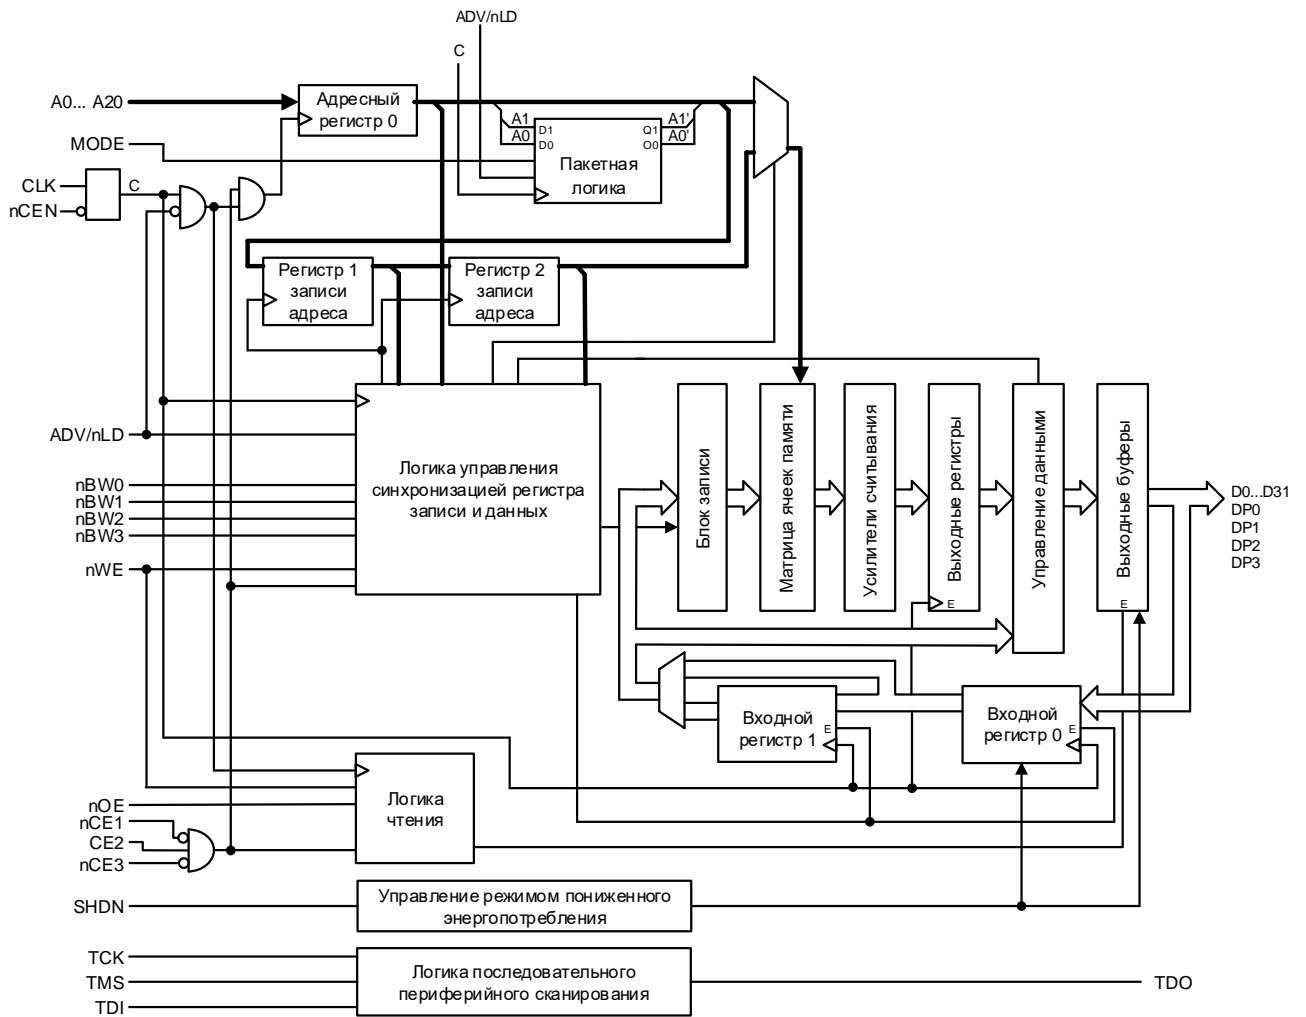 ADV/nLD
C
A0... A20
Адресный
регистр 0
A1
A0
D1
D0
Q1
O0
A1'
A0'
MODE
Пакетная
логика
CLK
C
nCEN
Регистр 1
записи
адреса
Регистр 2
записи
адреса
ADV/nLD
nBW0
nBW1
nBW2
nBW3
nWE
Логика управления
синхронизацией регистра
записи и данных
Блок записи
Матрица ячеек памяти
Усилители считывания
Выходные регистры
E
Управление данными
Выходные буферы
E
D0...D31
DP0
DP1
DP2
DP3
Входной
регистр 1
E
Входной
регистр 0
E
nOE
nCE1
CE2
nCE3
Логика
чтения
SHDN
Управление режимом пониженного
энергопотребления
TCK
TMS
TDI
Логика последовательного
периферийного сканирования
TDO